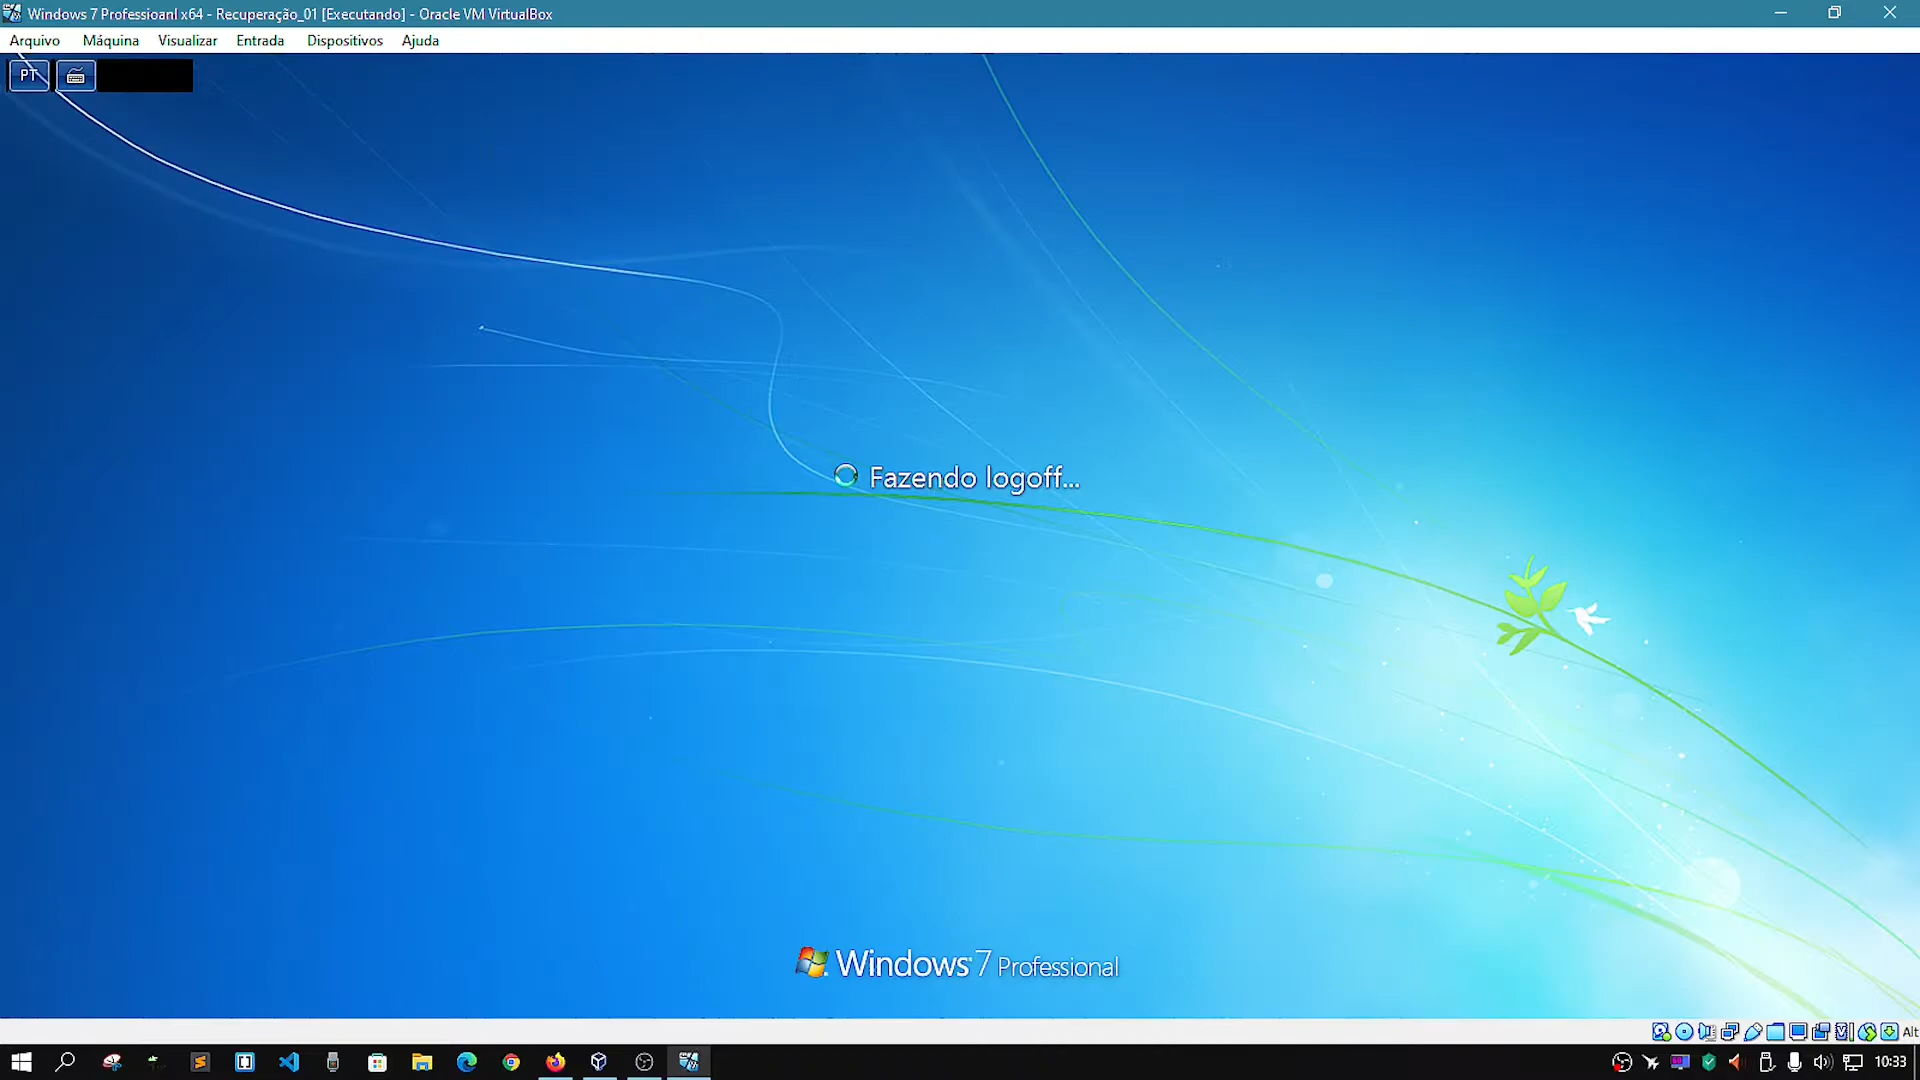 Windows 7 Professioanl x64 - Recuperação_01 [Executando] - Oracle VM VirtualBox
Arquivo Máquina Visualizar Entrada Dispositivos Ajuda
PT
Fazendo logoff...
Windows 7 Professional
Alt
10:33